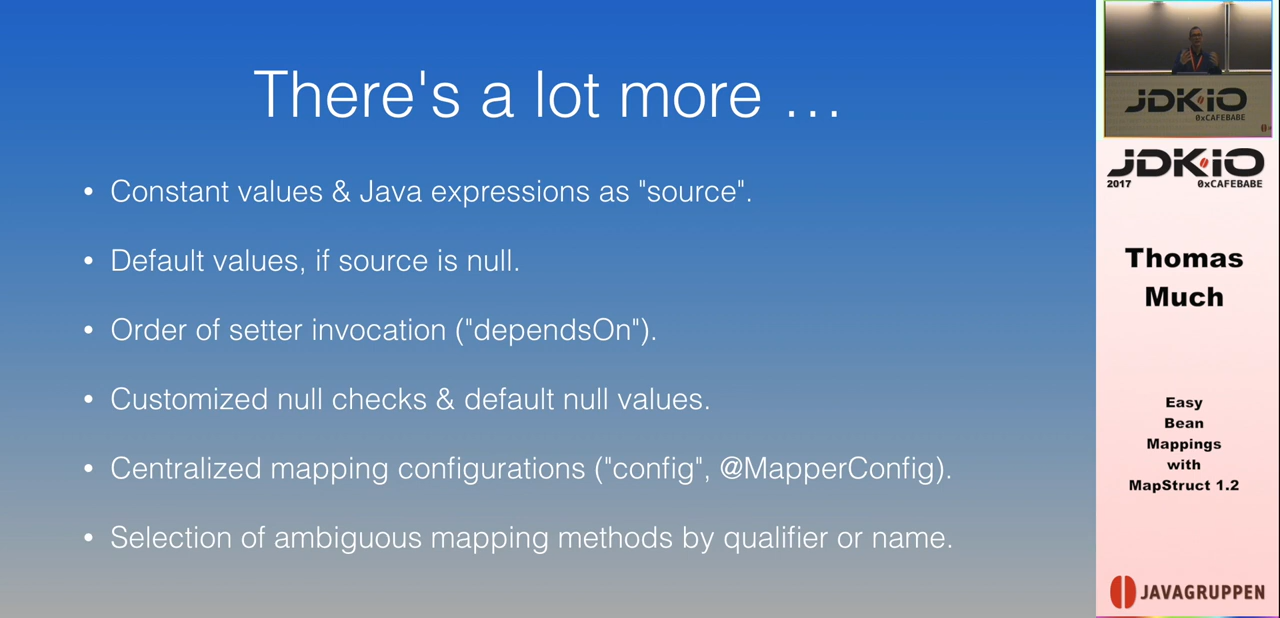 There's a lot more …
• Constant values & Java expressions as "source".
• Default values, if source is null.
• Order of setter invocation ("dependsOn").
• Customized null checks & default null values.
• Centralized mapping configurations ("config", @MapperConfig).
• Selection of ambiguous mapping methods by qualifier or name.
JDKIO
0xCAFEBABE
JDKIO
2017 0xCAFEBABE
Thomas
Much
Easy
Bean
Mappings
with
MapStruct 1.2
JAVAGRUPPEN